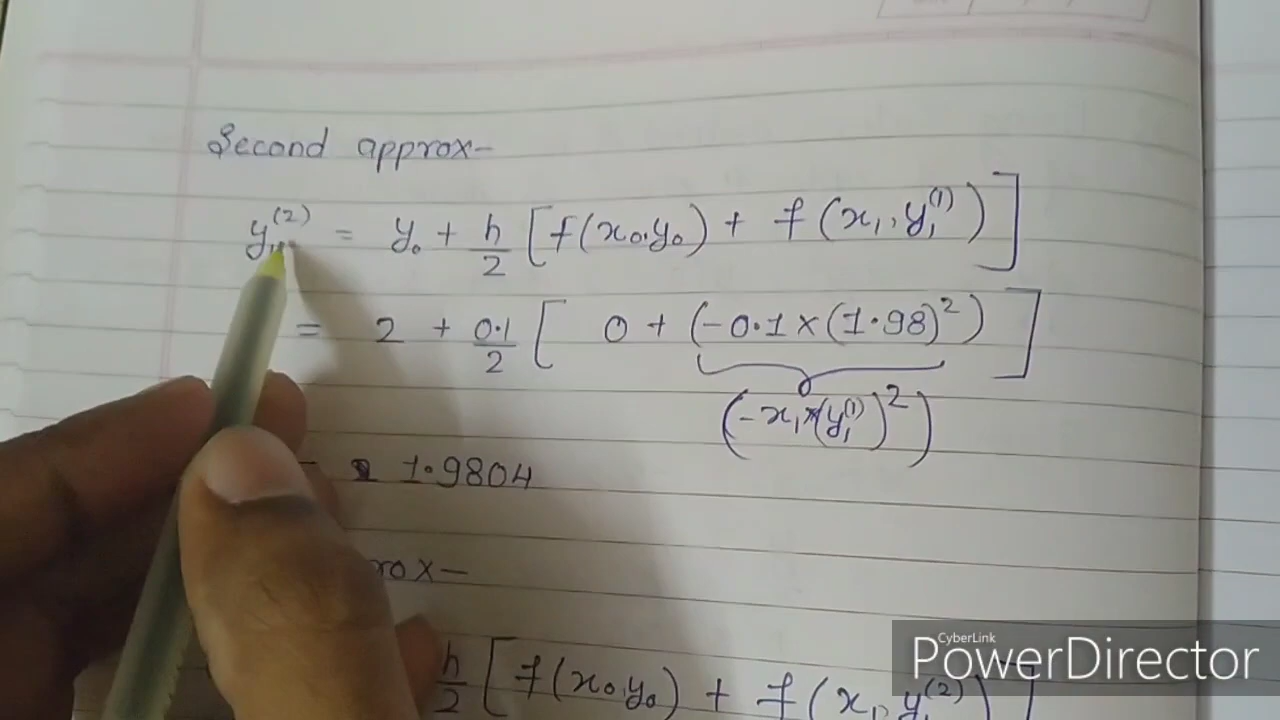 Second approx-
y₁⁽²⁾ = y₀ + h/2 [f(x₀,y₀) + f(x₁,y₁⁽¹⁾)]
= 2 + 0.1/2 [0 + (-0.1×(1.98)²)]
(-x₁*(y₁⁽¹⁾)²)
1.9804
rox-
h/2 [f(x₀,y₀) + f(x₁,y₁⁽²⁾)]
CyberLink
PowerDirector